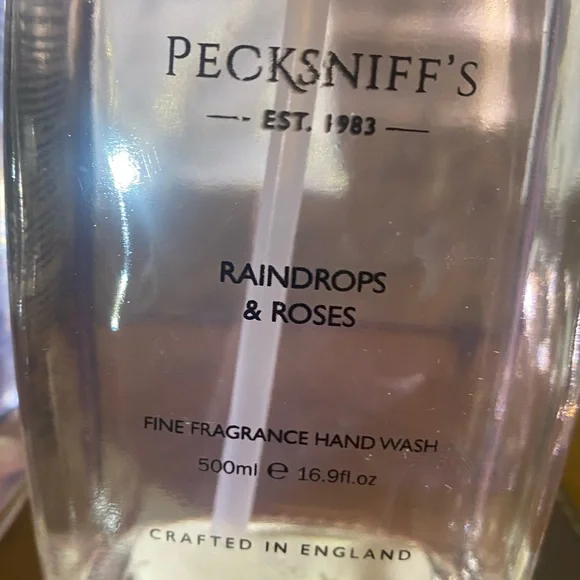 PECKSNIFF'S
EST. 1983
RAINDROPS
& ROSES
FINE FRAGRANCE HAND WASH
500ml ℮ 16.9fl.oz
CRAFTED IN ENGLAND